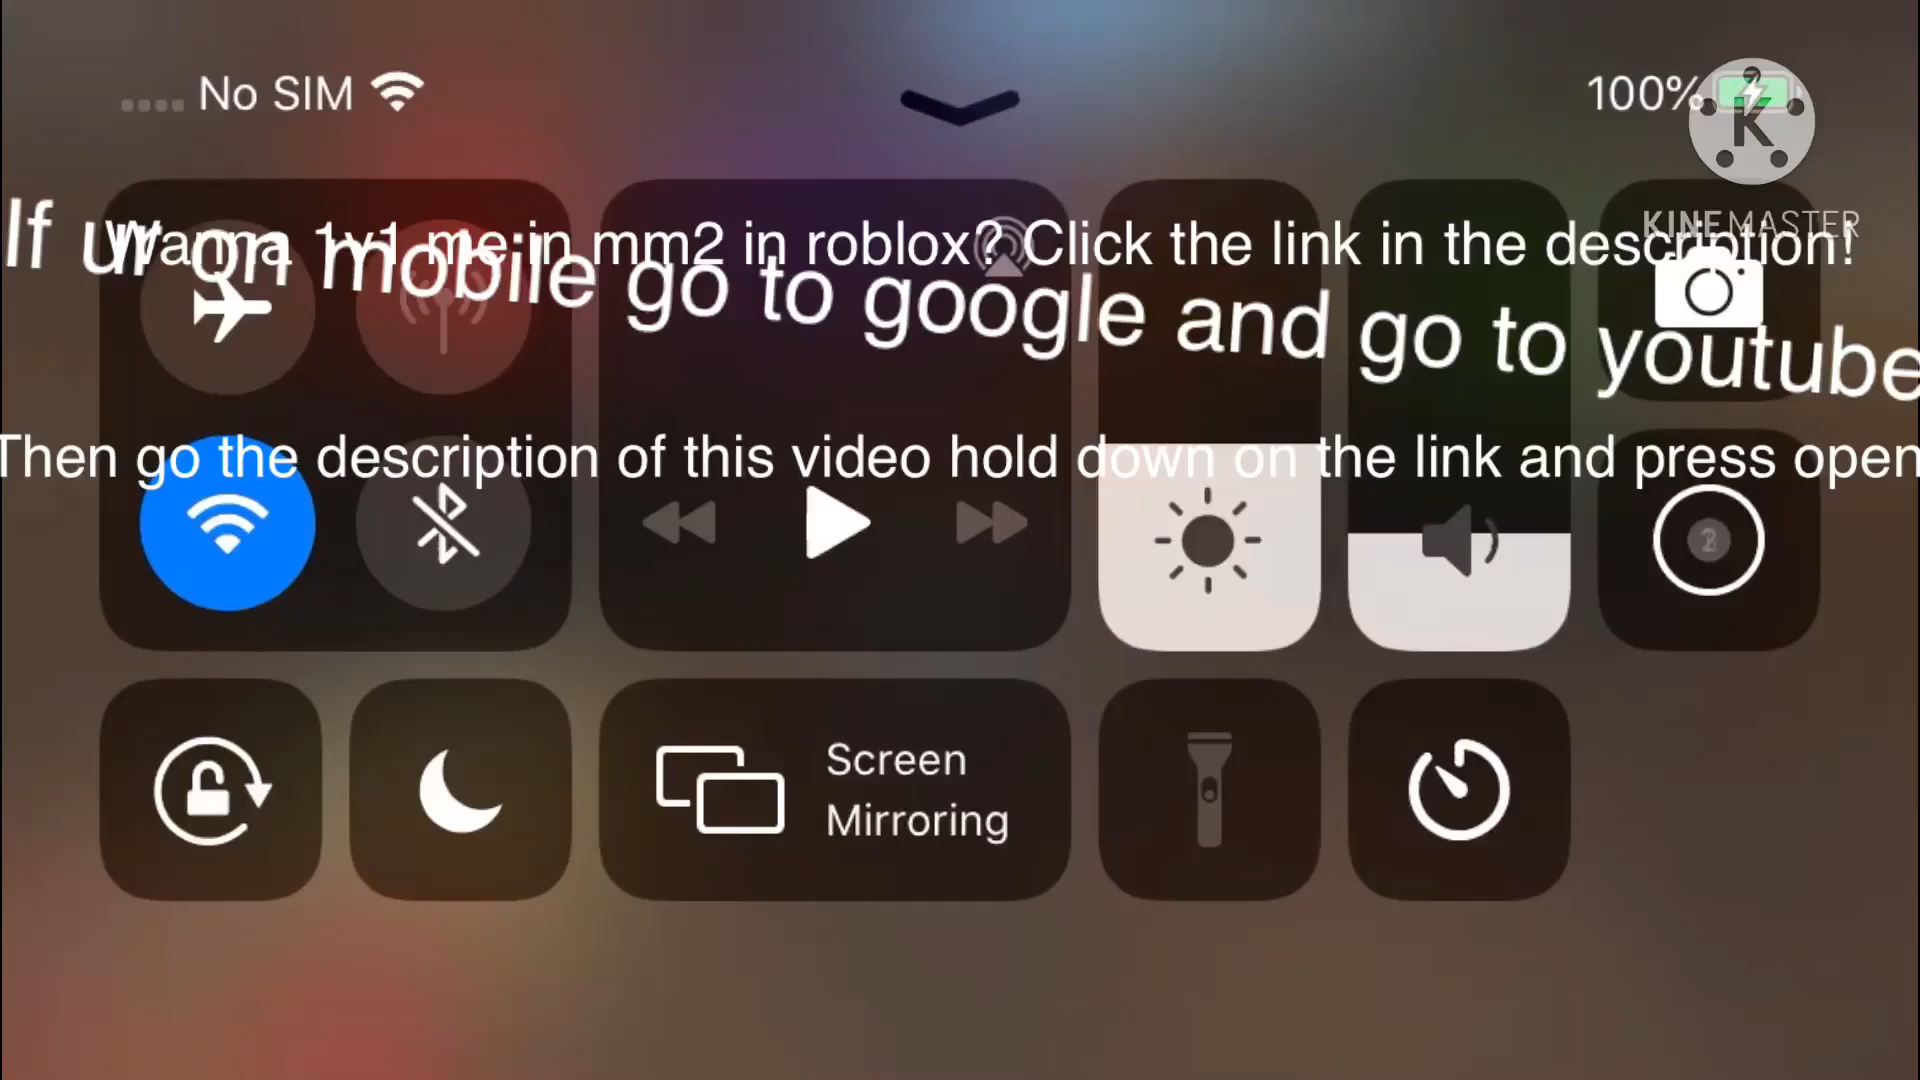 No SIM
100%
K
KINEMASTER
Wanna 1v1 me in mm2 in roblox? Click the link in the description!
If ur on mobile go to google and go to youtube
Then go the description of this video hold down on the link and press open
Screen
Mirroring